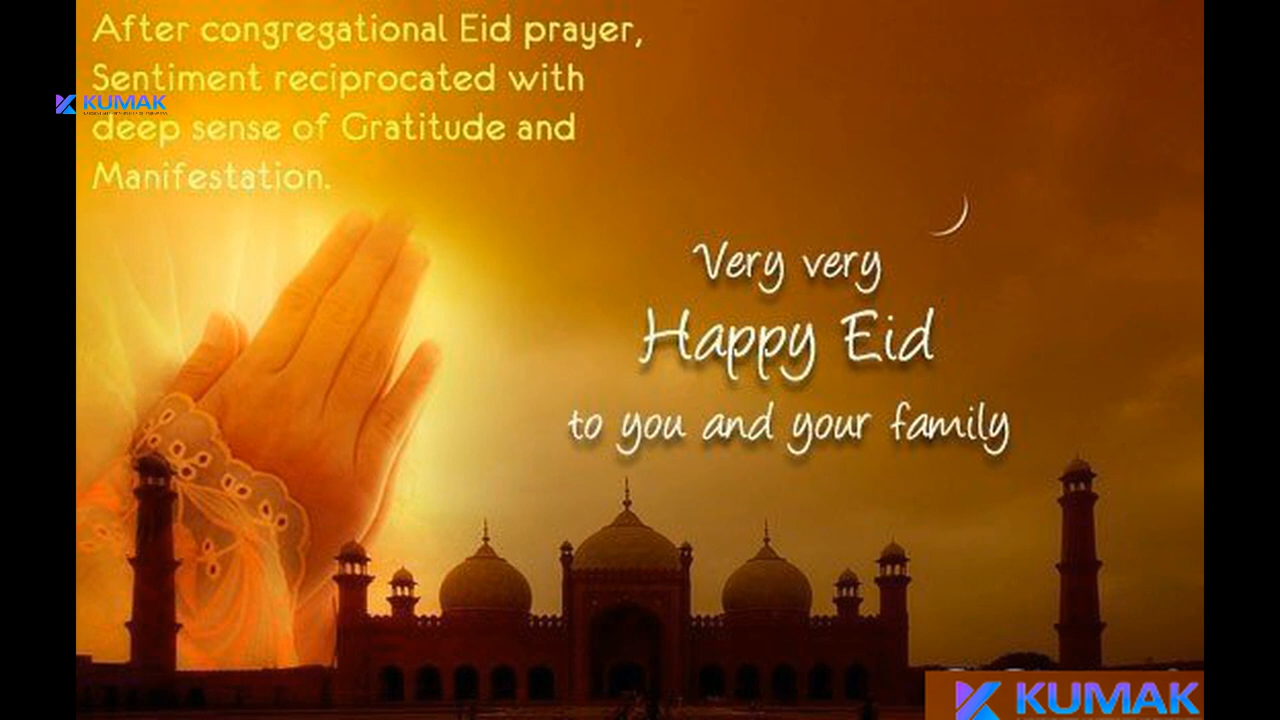 After congregational Eid prayer,
Sentiment reciprocated with
KUMAK
deep sense of Gratitude and
Manifestation.
Very very
Happy Eid
to you and your family
KUMAK